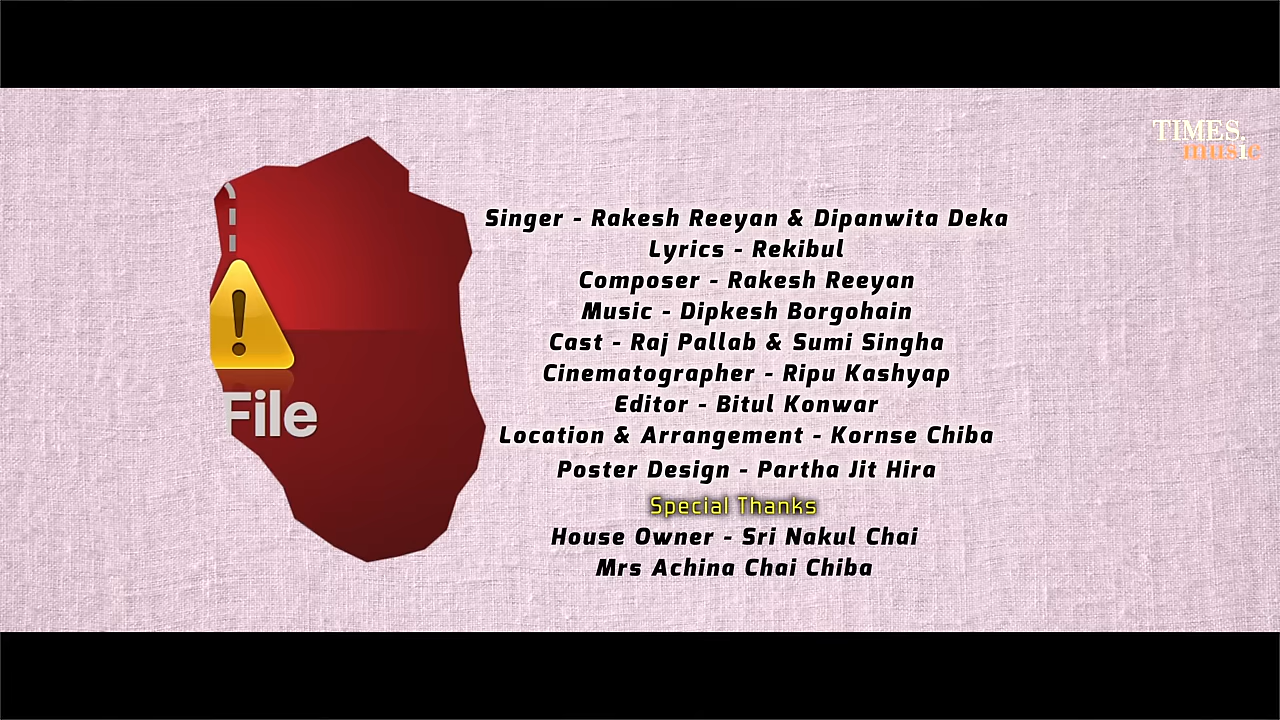 TIMES.
music
Singer - Rakesh Reeyan & Dipanwita Deka
Lyrics - Rekibul
Composer - Rakesh Reeyan
Music - Dipkesh Borgohain
Cast - Raj Pallab & Sumi Singha
Cinematographer - Ripu Kashyap
Editor - Bitul Konwar
Location & Arrangement - Kornse Chiba
Poster Design - Partha Jit Hira
Special Thanks
House Owner - Sri Nakul Chai
Mrs Achina Chai Chiba
File